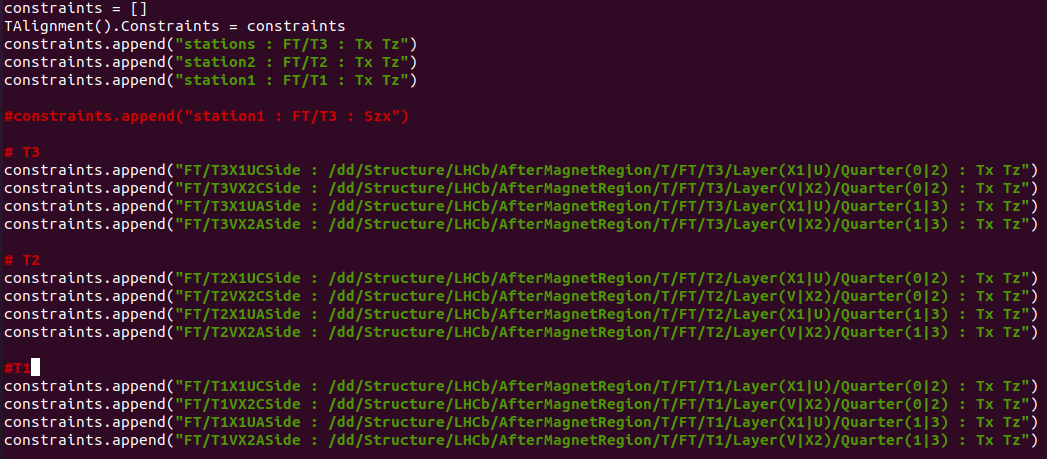 constraints = []
TAlignment().Constraints = constraints
constraints.append("stations : FT/T3 : Tx Tz")
constraints.append("station2 : FT/T2 : Tx Tz")
constraints.append("station1 : FT/T1 : Tx Tz")
#constraints.append("station1 : FT/T3 : Szx")
# T3
constraints.append("FT/T3X1UCSide : /dd/Structure/LHCb/AfterMagnetRegion/T/FT/T3/Layer(X1|U)/Quarter(0|2) : Tx Tz")
constraints.append("FT/T3VX2CSide : /dd/Structure/LHCb/AfterMagnetRegion/T/FT/T3/Layer(V|X2)/Quarter(0|2) : Tx Tz")
constraints.append("FT/T3X1UASide : /dd/Structure/LHCb/AfterMagnetRegion/T/FT/T3/Layer(X1|U)/Quarter(1|3) : Tx Tz")
constraints.append("FT/T3VX2ASide : /dd/Structure/LHCb/AfterMagnetRegion/T/FT/T3/Layer(V|X2)/Quarter(1|3) : Tx Tz")
# T2
constraints.append("FT/T2X1UCSide : /dd/Structure/LHCb/AfterMagnetRegion/T/FT/T2/Layer(X1|U)/Quarter(0|2) : Tx Tz")
constraints.append("FT/T2VX2CSide : /dd/Structure/LHCb/AfterMagnetRegion/T/FT/T2/Layer(V|X2)/Quarter(0|2) : Tx Tz")
constraints.append("FT/T2X1UASide : /dd/Structure/LHCb/AfterMagnetRegion/T/FT/T2/Layer(X1|U)/Quarter(1|3) : Tx Tz")
constraints.append("FT/T2VX2ASide : /dd/Structure/LHCb/AfterMagnetRegion/T/FT/T2/Layer(V|X2)/Quarter(1|3) : Tx Tz")
#T1
constraints.append("FT/T1X1UCSide : /dd/Structure/LHCb/AfterMagnetRegion/T/FT/T1/Layer(X1|U)/Quarter(0|2) : Tx Tz")
constraints.append("FT/T1VX2CSide : /dd/Structure/LHCb/AfterMagnetRegion/T/FT/T1/Layer(V|X2)/Quarter(0|2) : Tx Tz")
constraints.append("FT/T1X1UASide : /dd/Structure/LHCb/AfterMagnetRegion/T/FT/T1/Layer(X1|U)/Quarter(1|3) : Tx Tz")
constraints.append("FT/T1VX2ASide : /dd/Structure/LHCb/AfterMagnetRegion/T/FT/T1/Layer(V|X2)/Quarter(1|3) : Tx Tz")